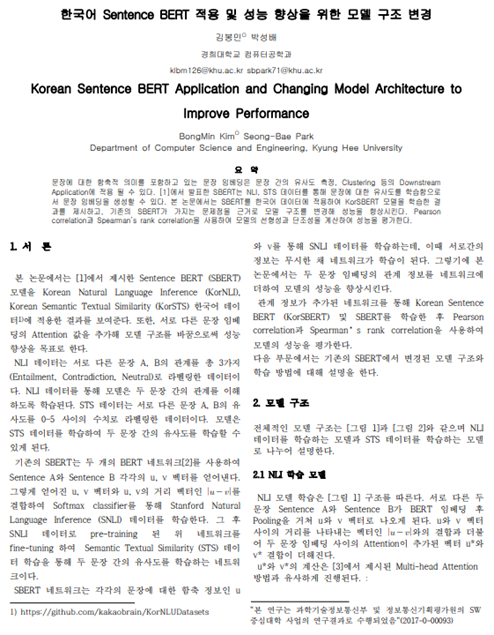 한국어 Sentence BERT 적용 및 성능 향상을 위한 모델 구조 변경
김봉민○ 박성배
경희대학교 컴퓨터공학과
klbm126@khu.ac.kr sbpark71@khu.ac.kr
Korean Sentence BERT Application and Changing Model Architecture to
Improve Performance
BongMin Kim○ Seong-Bae Park
Department of Computer Science and Engineering, Kyung Hee University
요 약
문장에 대한 함축적 의미를 포함하고 있는 문장 임베딩은 문장 간의 유사도 측정, Clustering 등의 Downstream
Application에 적용 될 수 있다. [1]에서 발표한 SBERT는 NLI, STS 데이터를 통해 문장에 대한 유사도를 학습함으로
서 문장 임베딩을 생성할 수 있다. 본 논문에서는 SBERT를 한국어 데이터에 적용하여 KorSBERT 모델을 학습한 결
과를 제시하고, 기존의 SBERT가 가지는 문제점을 근거로 모델 구조를 변경해 성능을 향상시킨다. Pearson
correlation과 Spearman's rank correlation을 사용하여 모델의 선형성과 단조성을 계산하여 성능을 평가한다.
1. 서 론
본 논문에서는 [1]에서 제시한 Sentence BERT (SBERT)
모델을 Korean Natural Language Inference (KorNLI),
Korean Semantic Textual Similarity (KorSTS) 한국어 데이
터1)에 적용한 결과를 보여준다. 또한, 서로 다른 문장 임베
딩의 Attention 값을 추가해 모델 구조를 바꿈으로써 성능
향상을 목표로 한다.
NLI 데이터는 서로 다른 문장 A, B의 관계를 총 3가지
(Entailment, Contradiction, Neutral)로 라벨링한 데이터이
다. NLI 데이터를 통해 모델은 두 문장 간의 관계를 이해
하도록 학습된다. STS 데이터는 서로 다른 문장 A, B의 유
사도를 0-5 사이의 수치로 라벨링한 데이터이다. 모델은
STS 데이터를 학습하여 두 문장 간의 유사도를 학습할 수
있게 된다.
기존의 SBERT는 두 개의 BERT 네트워크[2]를 사용하여
Sentence A와 Sentence B 각각의 u, v 벡터를 얻어낸다.
그렇게 얻어진 u, v 벡터와 u, v의 거리 벡터인 |u－v|를
결합하여 Softmax classifier를 통해 Stanford Natural
Language Inference (SNLI) 데이터를 학습한다. 그 후
SNLI 데이터로 pre-training 된 위 네트워크를
fine-tuning 하여 Semantic Textual Similarity (STS) 데이
터 학습을 통해 두 문장 간의 유사도를 학습하는 네트워
크이다.
SBERT 네트워크는 각각의 문장에 대한 함축 정보인 u
1) https://github.com/kakaobrain/KorNLUDatasets
와 v를 통해 SNLI 데이터를 학습하는데, 이때 서로간의
정보는 무시한 채 네트워크가 학습이 된다. 그렇기에 본
논문에서는 두 문장 임베딩의 관계 정보를 네트워크에
더하여 모델의 성능을 향상시킨다.
관계 정보가 추가된 네트워크를 통해 Korean Sentence
BERT (KorSBERT) 및 SBERT를 학습한 후 Pearson
correlation과 Spearman's rank correlation을 사용하여
모델의 성능을 평가한다.
다음 부문에서는 기존의 SBERT에서 변경된 모델 구조와
학습 방법에 대해 설명을 한다.
2. 모델 구조
전체적인 모델 구조는 [그림 1]과 [그림 2]와 같으며 NLI
데이터를 학습하는 모델과 STS 데이터를 학습하는 모델
로 나누어 설명한다.
2.1 NLI 학습 모델
NLI 모델 학습은 [그림 1] 구조를 따른다. 서로 다른 두
문장 Sentence A와 Sentence B가 BERT 임베딩 후
Pooling을 거쳐 u와 v 벡터로 나오게 된다. u와 v 벡터
사이의 거리를 나타내는 벡터인 |u－v|와의 결합과 더불
어 두 문장 임베딩 사이의 Attention이 추가된 벡터 u*와
v* 결합이 더해진다.
u*와 v*의 계산은 [3]에서 제시된 Multi-head Attention
방법과 유사하게 진행된다. :
"본 연구는 과학기술정보통신부 및 정보통신기획평가원의 SW
중심대학 사업의 연구결과로 수행되었음"(2017-0-00093)